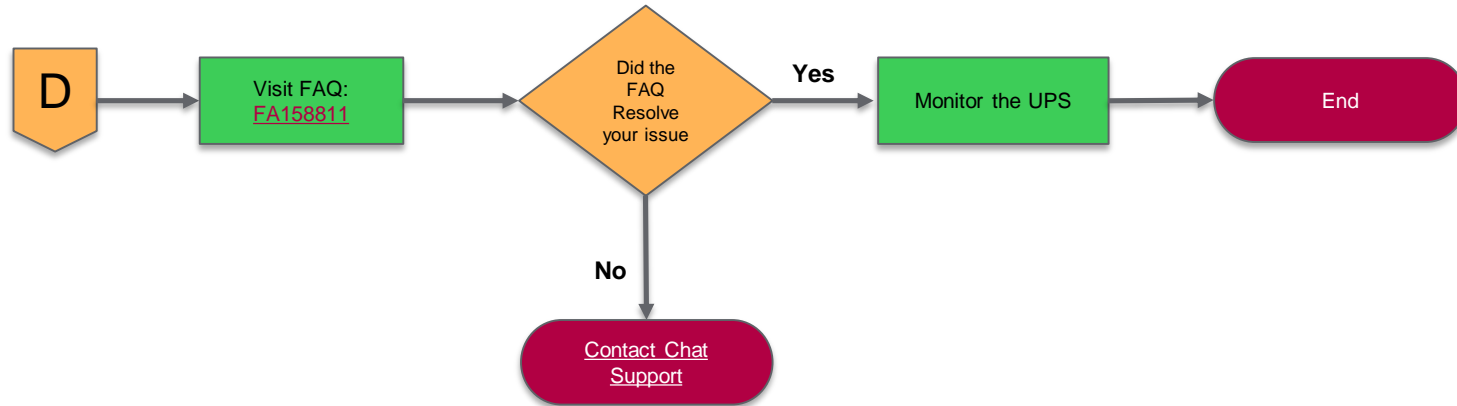 D
Visit FAQ:
FA158811
Did the
FAQ
Resolve
your issue
Yes
Monitor the UPS
End
No
Contact Chat
Support